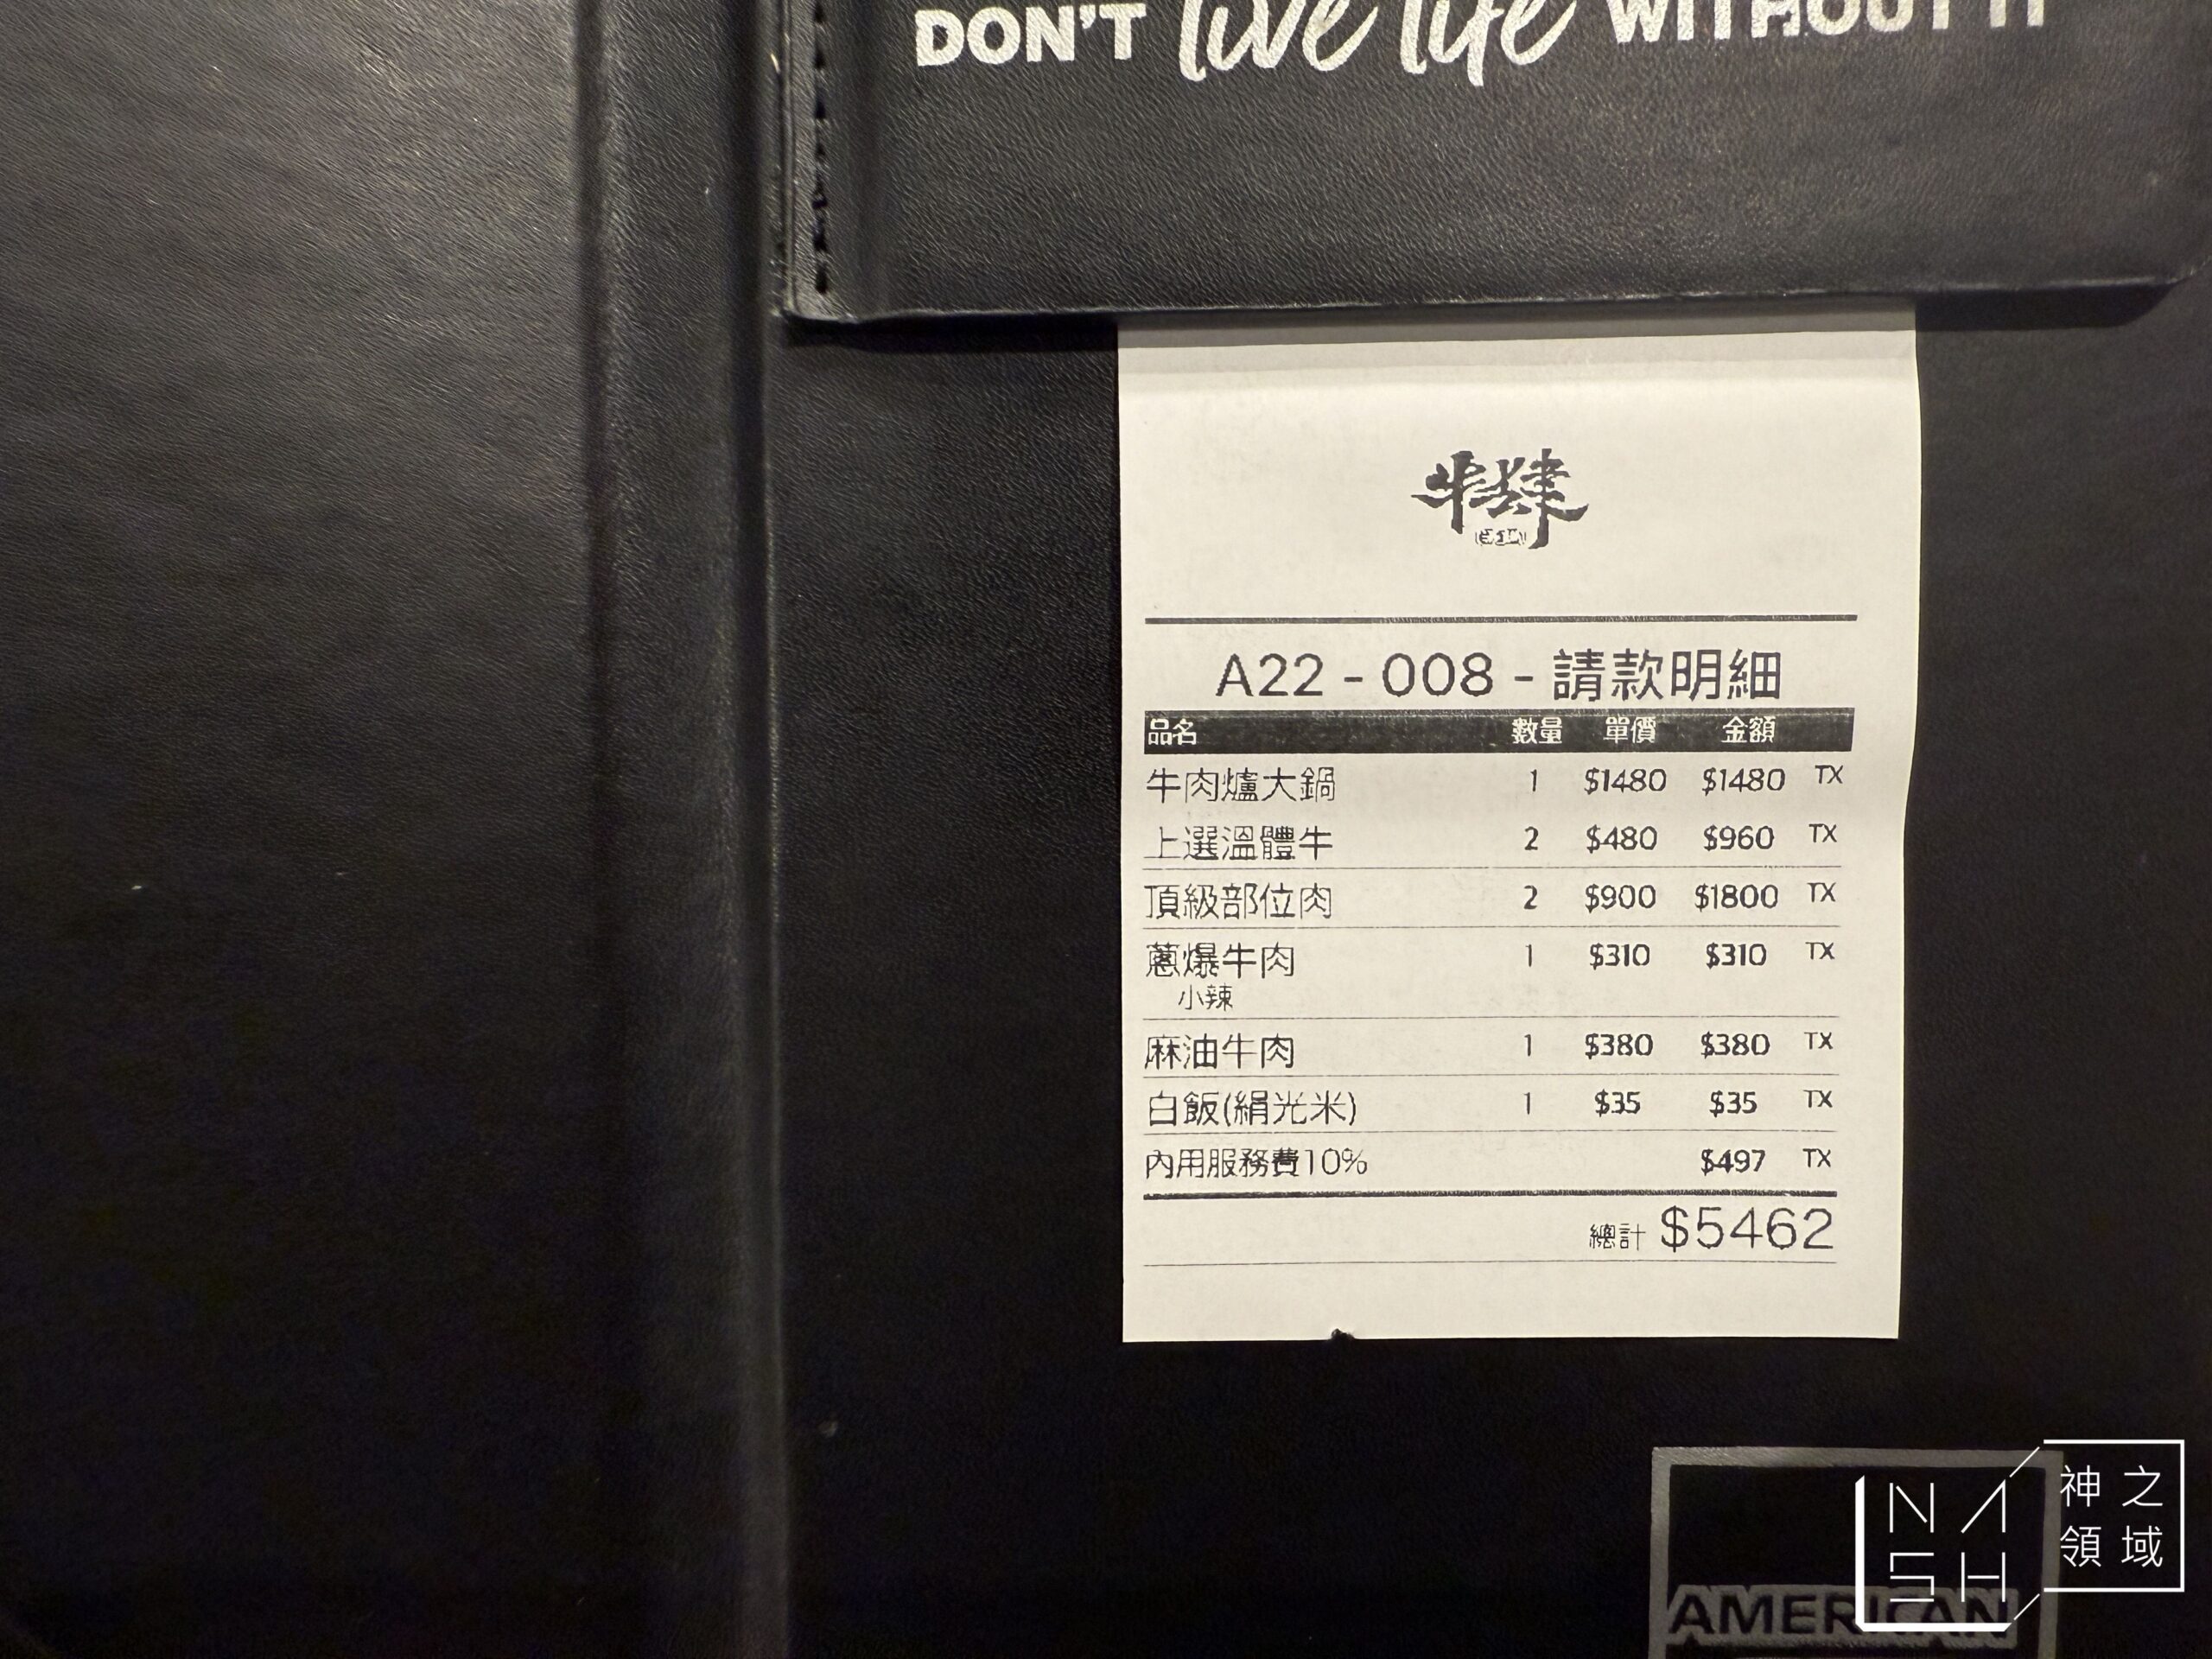 DON'T live life WITHOUT IT
牛肆
A22 - 008 - 請款明細
品名 數量 單價 金額
牛肉爐大鍋 1 $1480 $1480 TX
上選溫體牛 2 $480 $960 TX
頂級部位肉 2 $900 $1800 TX
蔥爆牛肉 1 $310 $310 TX
小辣
麻油牛肉 1 $380 $380 TX
白飯(絹光米) 1 $35 $35 TX
內用服務費10% $497 TX
總計 $5462
AMERICAN
NASH
神之
領域